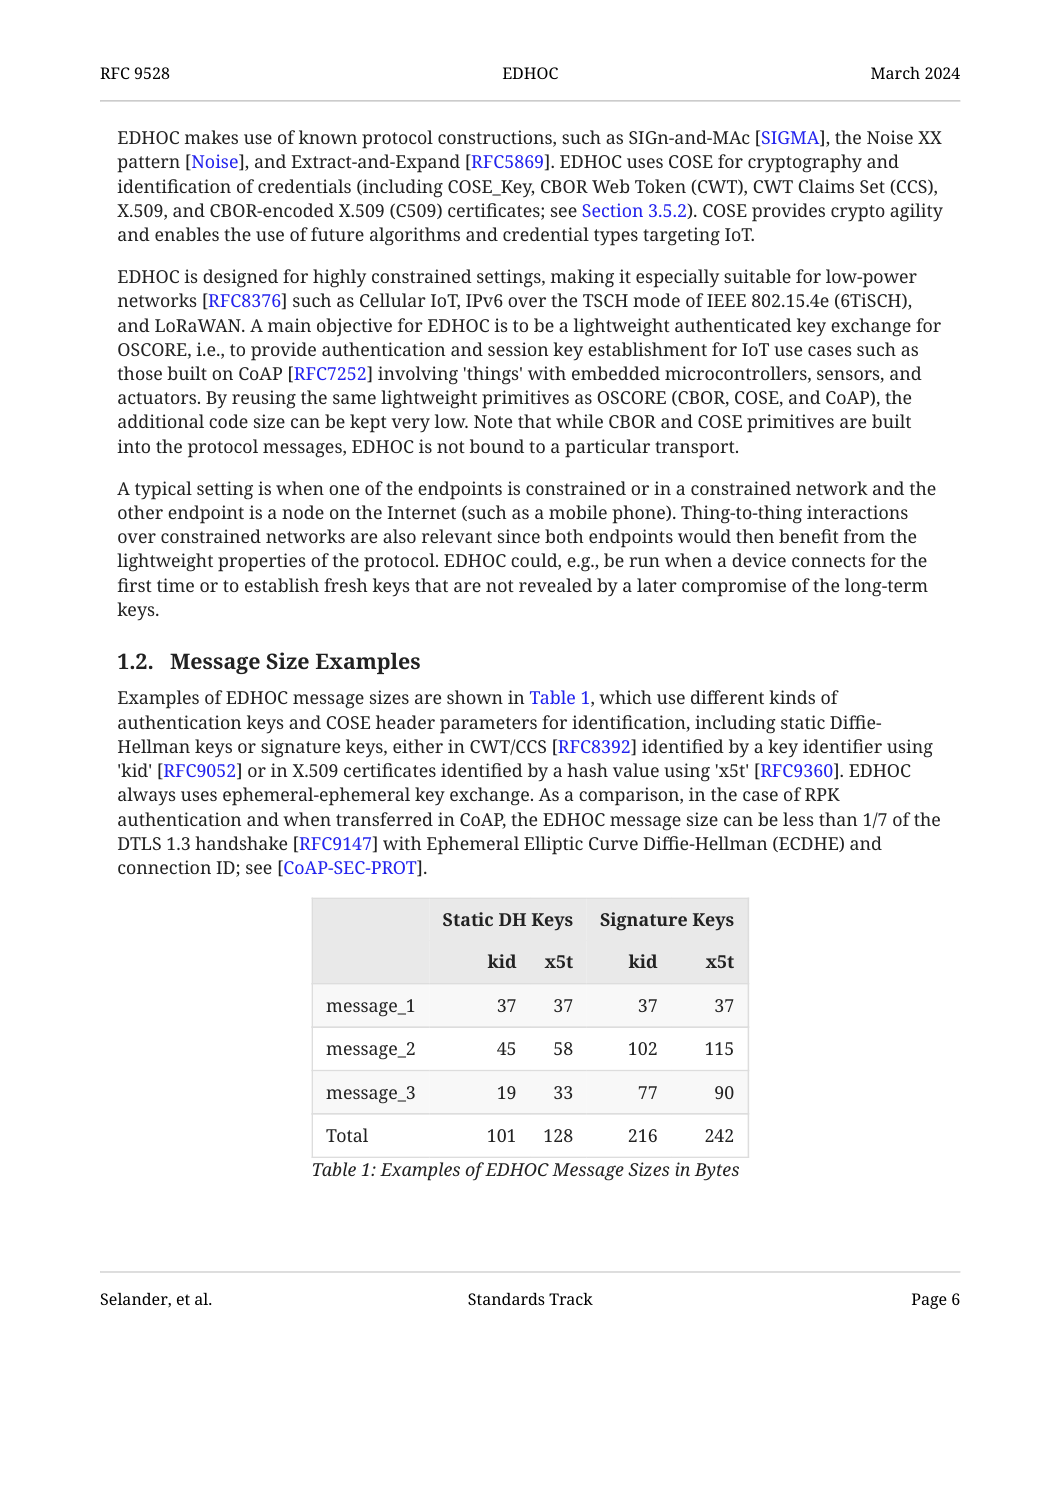 RFC 9528 EDHOC March 2024
EDHOC makes use of known protocol constructions, such as SIGn-and-MAc [SIGMA], the Noise XX
pattern [Noise], and Extract-and-Expand [RFC5869]. EDHOC uses COSE for cryptography and
identification of credentials (including COSE_Key, CBOR Web Token (CWT), CWT Claims Set (CCS),
X.509, and CBOR-encoded X.509 (C509) certificates; see Section 3.5.2). COSE provides crypto agility
and enables the use of future algorithms and credential types targeting IoT.
EDHOC is designed for highly constrained settings, making it especially suitable for low-power
networks [RFC8376] such as Cellular IoT, IPv6 over the TSCH mode of IEEE 802.15.4e (6TiSCH),
and LoRaWAN. A main objective for EDHOC is to be a lightweight authenticated key exchange for
OSCORE, i.e., to provide authentication and session key establishment for IoT use cases such as
those built on CoAP [RFC7252] involving 'things' with embedded microcontrollers, sensors, and
actuators. By reusing the same lightweight primitives as OSCORE (CBOR, COSE, and CoAP), the
additional code size can be kept very low. Note that while CBOR and COSE primitives are built
into the protocol messages, EDHOC is not bound to a particular transport.
A typical setting is when one of the endpoints is constrained or in a constrained network and the
other endpoint is a node on the Internet (such as a mobile phone). Thing-to-thing interactions
over constrained networks are also relevant since both endpoints would then benefit from the
lightweight properties of the protocol. EDHOC could, e.g., be run when a device connects for the
first time or to establish fresh keys that are not revealed by a later compromise of the long-term
keys.
1.2. Message Size Examples
Examples of EDHOC message sizes are shown in Table 1, which use different kinds of
authentication keys and COSE header parameters for identification, including static Diffie-
Hellman keys or signature keys, either in CWT/CCS [RFC8392] identified by a key identifier using
'kid' [RFC9052] or in X.509 certificates identified by a hash value using 'x5t' [RFC9360]. EDHOC
always uses ephemeral-ephemeral key exchange. As a comparison, in the case of RPK
authentication and when transferred in CoAP, the EDHOC message size can be less than 1/7 of the
DTLS 1.3 handshake [RFC9147] with Ephemeral Elliptic Curve Diffie-Hellman (ECDHE) and
connection ID; see [CoAP-SEC-PROT].
Static DH Keys Signature Keys
kid x5t kid x5t
message_1 37 37 37 37
message_2 45 58 102 115
message_3 19 33 77 90
Total 101 128 216 242
Table 1: Examples of EDHOC Message Sizes in Bytes
Selander, et al. Standards Track Page 6